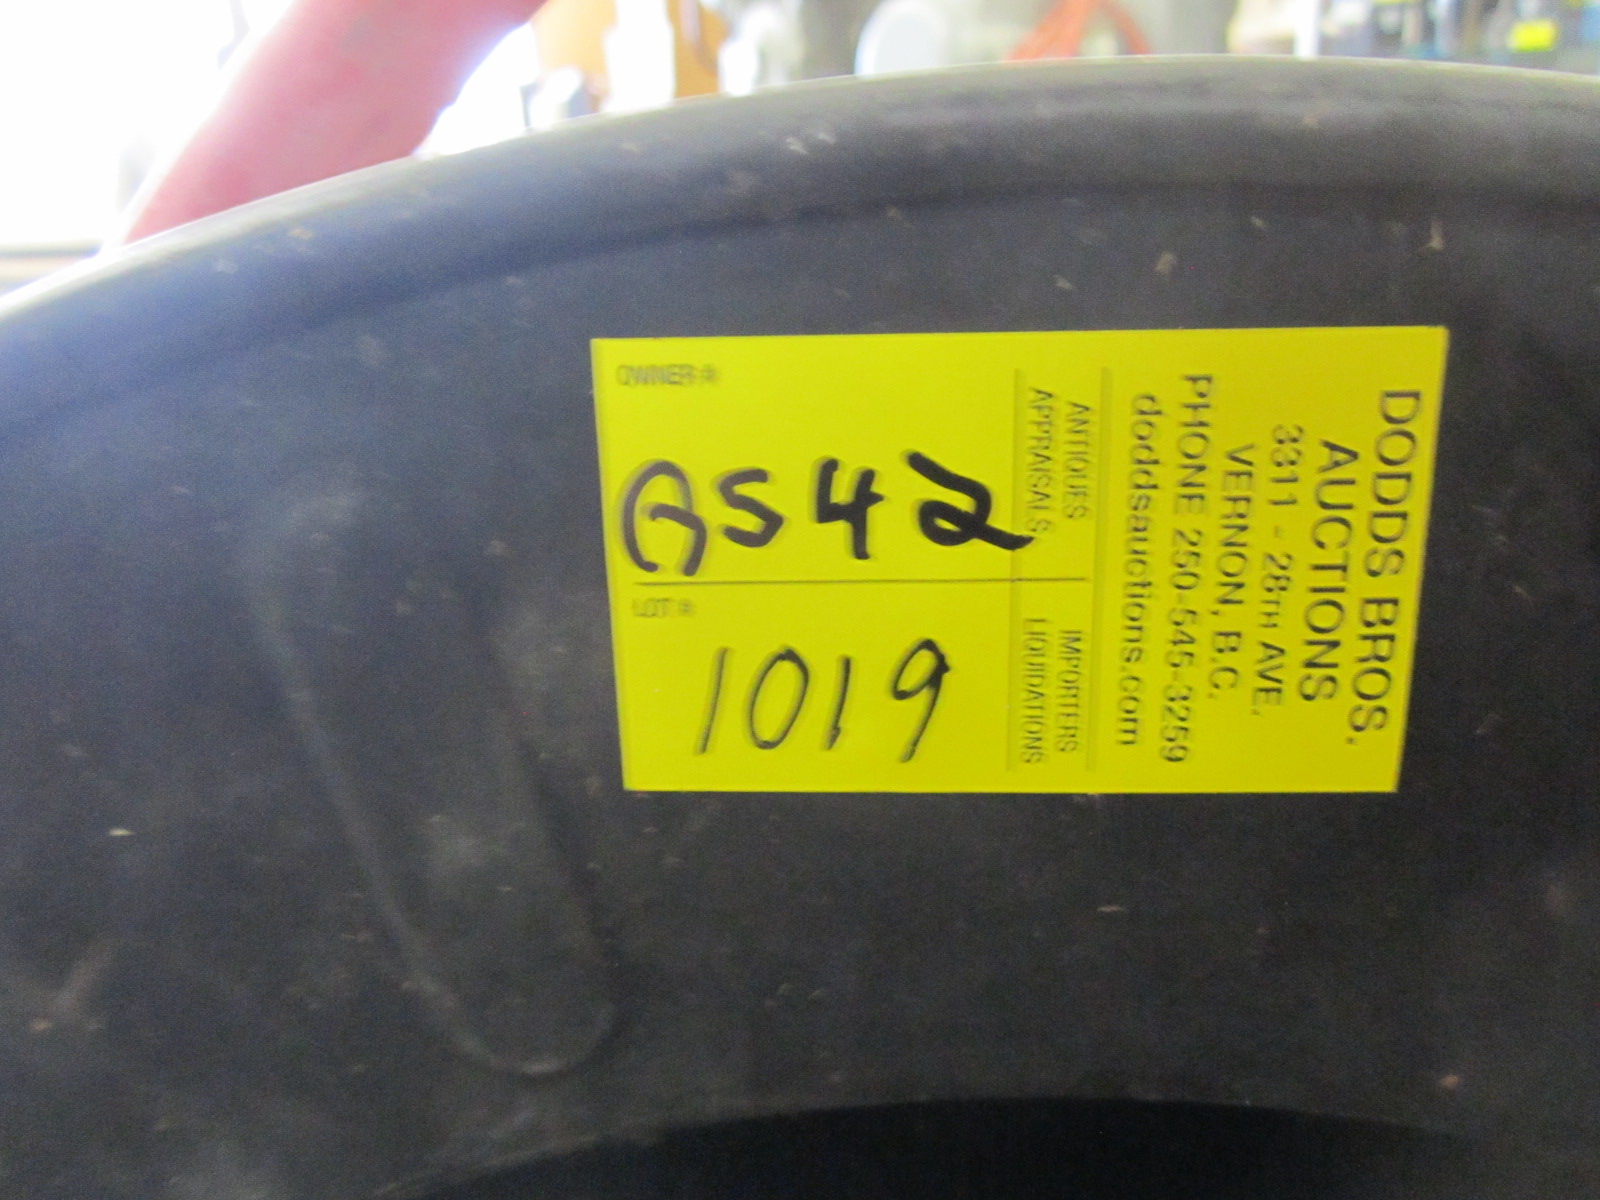 DODDS BROS.
AUCTIONS
3311 - 28TH AVE.
VERNON, B.C.
PHONE 250-545-3259
doddsauctions.com
ANTIQUES
APPRAISALS
IMPORTERS
LIQUIDATIONS
OWNER #
A542
LOT #
1019